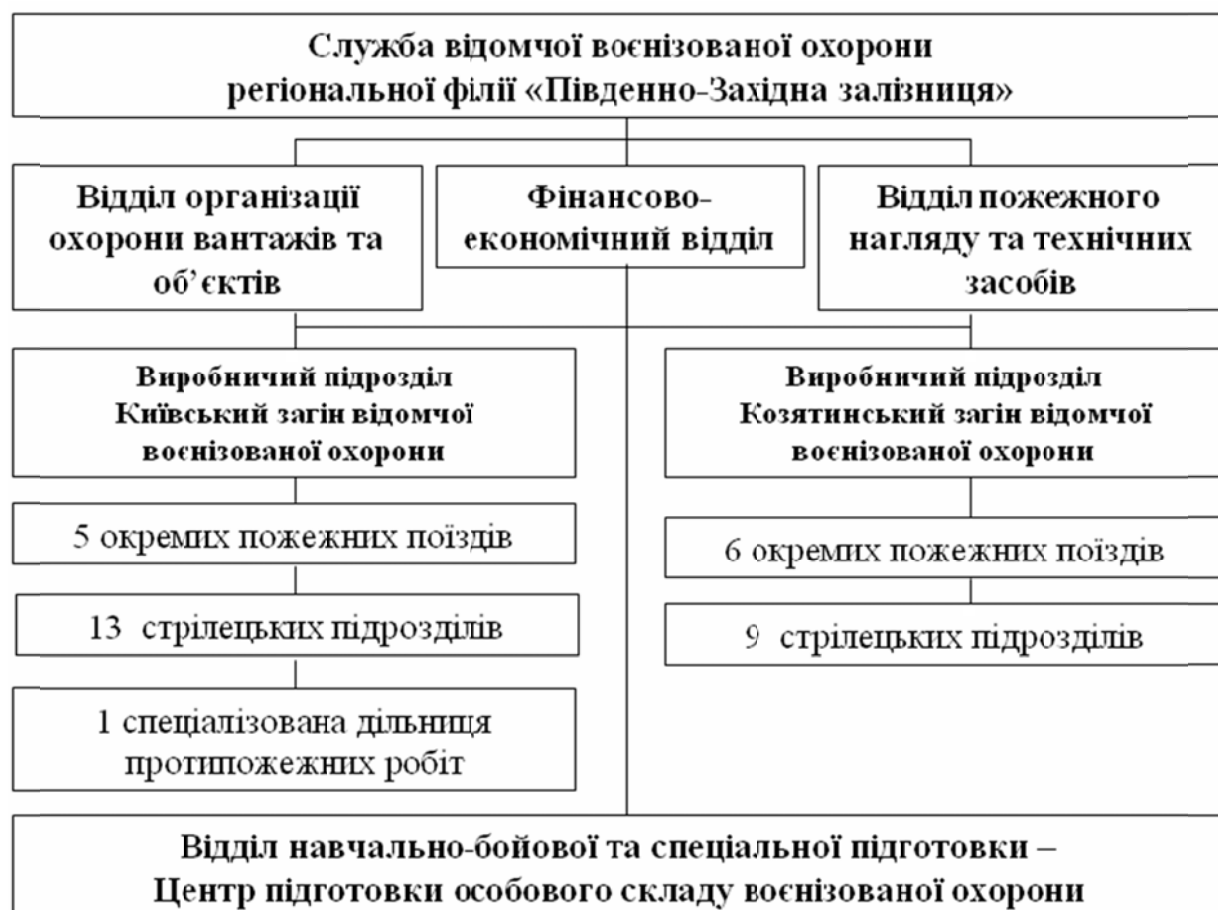 Служба відомчої воєнізованої охорони
регіональної філії «Південно-Західна залізниця»
Відділ організації
охорони вантажів та
об’єктів
Фінансово-
економічний відділ
Відділ пожежного
нагляду та технічних
засобів
Виробничий підрозділ
Київський загін відомчої
воєнізованої охорони
5 окремих пожежних поїздів
13 стрілецьких підрозділів
1 спеціалізована дільниця
протипожежних робіт
Виробничий підрозділ
Козятинський загін відомчої
воєнізованої охорони
6 окремих пожежних поїздів
9 стрілецьких підрозділів
Відділ навчально-бойової та спеціальної підготовки –
Центр підготовки особового складу воєнізованої охорони